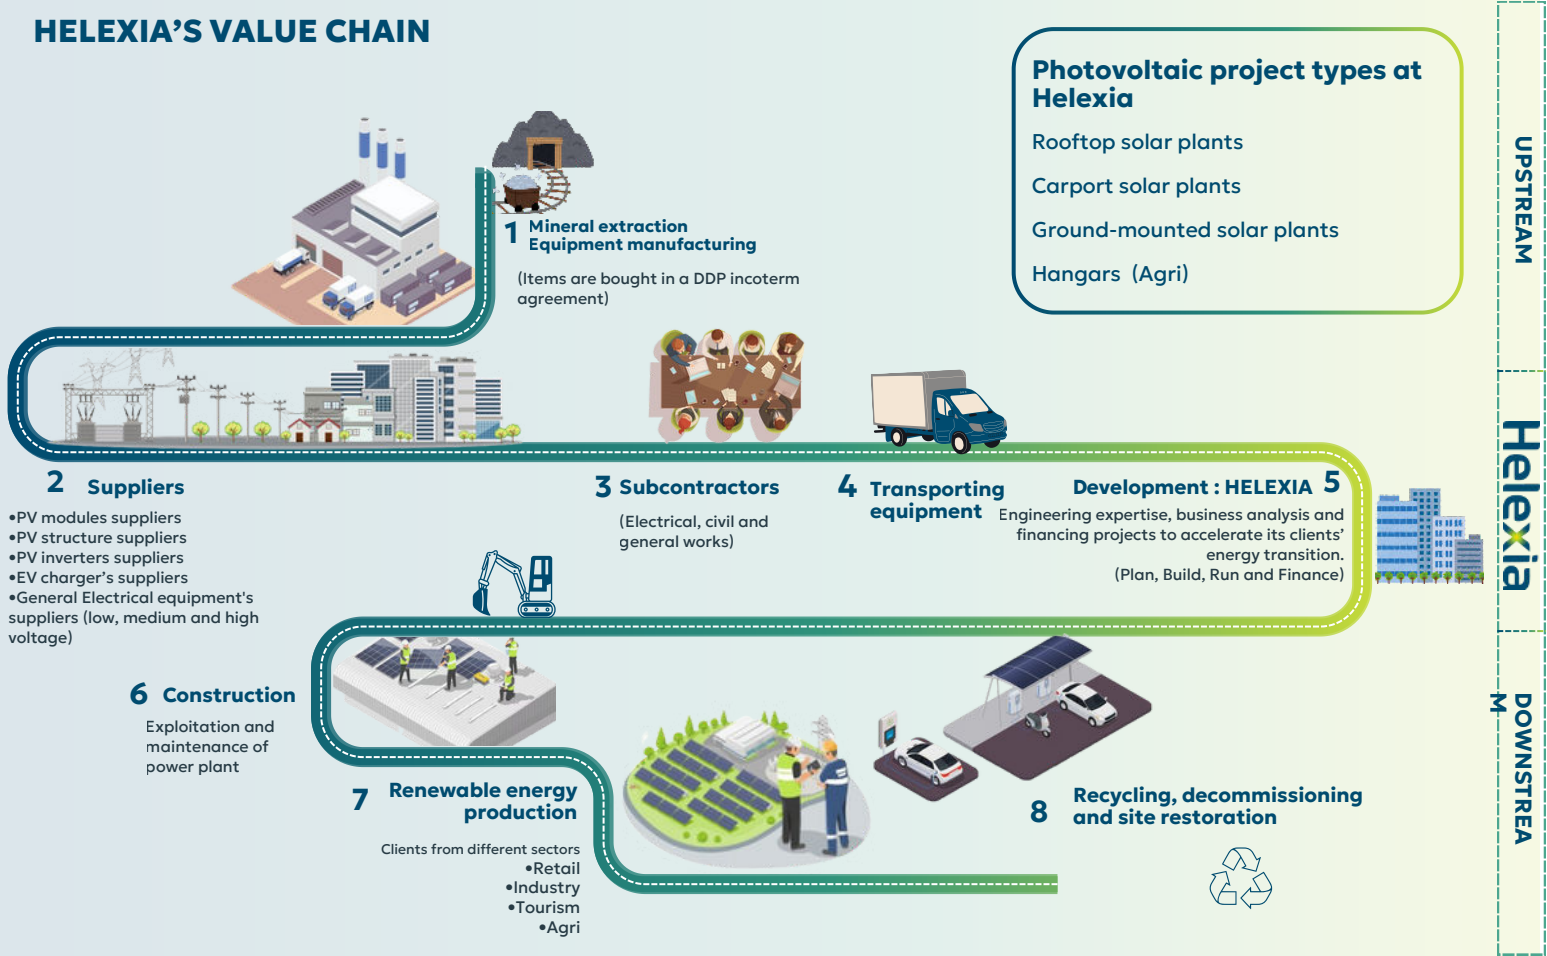 HELEXIA'S VALUE CHAIN
Photovoltaic project types at
Helexia
Rooftop solar plants
Carport solar plants
Ground-mounted solar plants
Hangars (Agri)
1 Mineral extraction
Equipment manufacturing
(Items are bought in a DDP incoterm
agreement)
2 Suppliers
•PV modules suppliers
•PV structure suppliers
•PV inverters suppliers
•EV charger's suppliers
•General Electrical equipment's
suppliers (low, medium and high
voltage)
3 Subcontractors
(Electrical, civil and
general works)
4 Transporting
equipment
Development : HELEXIA 5
Engineering expertise, business analysis and
financing projects to accelerate its clients'
energy transition.
(Plan, Build, Run and Finance)
6 Construction
Exploitation and
maintenance of
power plant
7 Renewable energy
production
Clients from different sectors
•Retail
•Industry
•Tourism
•Agri
8 Recycling, decommissioning
and site restoration
UPSTREAM
Helexia
DOWNSTREA
M